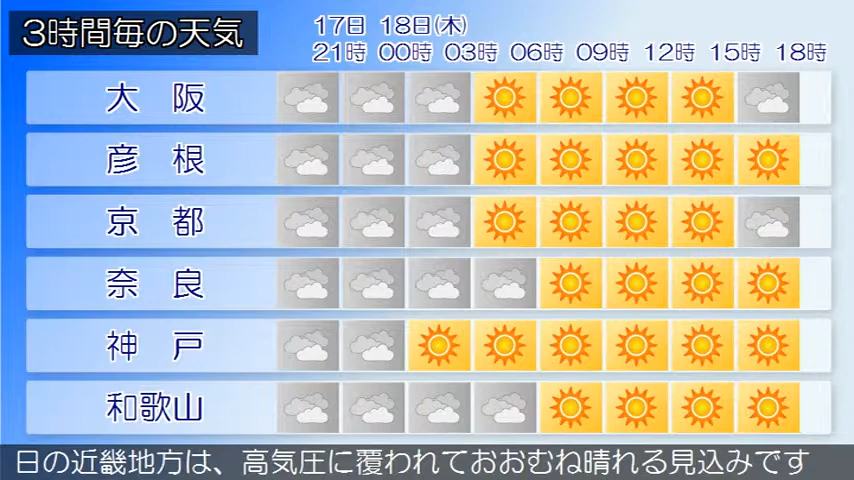 3時間毎の天気
17日 18日(木)
21時 00時 03時 06時 09時 12時 15時 18時
大阪
彦根
京都
奈良
神戸
和歌山
日の近畿地方は、高気圧に覆われておおむね晴れる見込みです